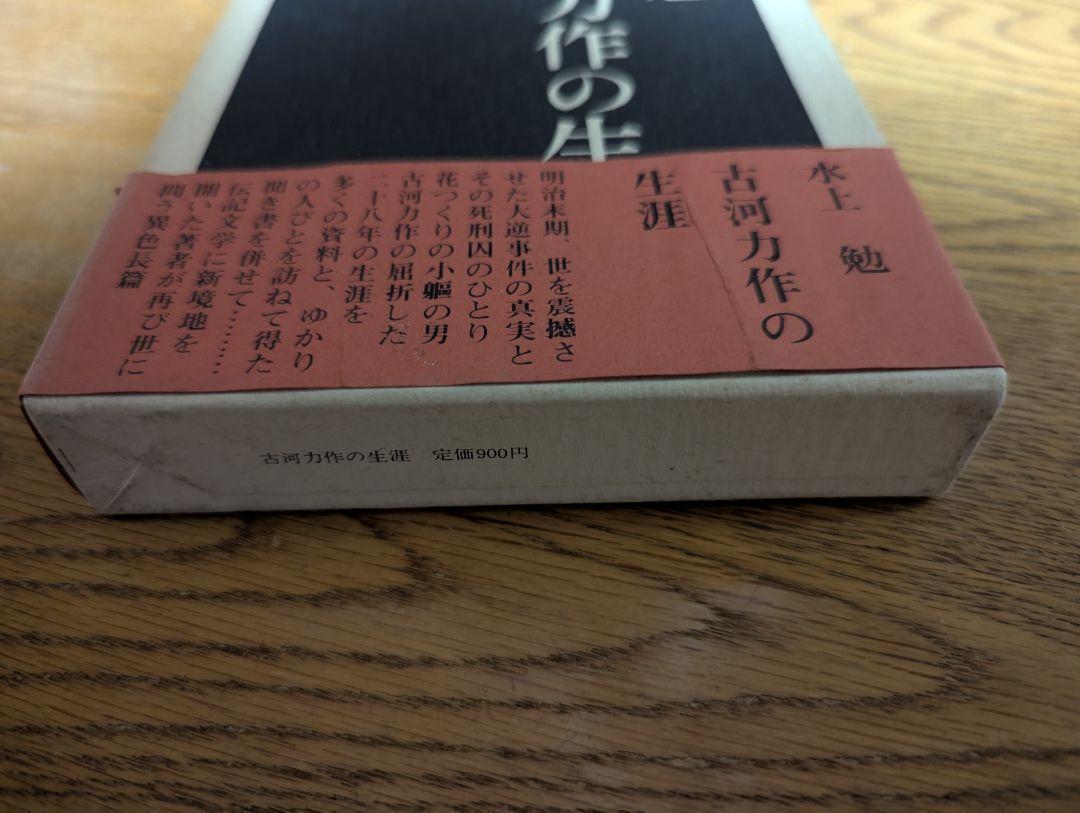 力作の生
水上 勉
古河力作の
生涯
明治末期、世を震撼さ
せた大逆事件の真実と
その死刑囚のひとり
花つくりの小軀の男
古河力作の屈折した
二十八年の生涯を
多くの資料と、ゆかり
の人びとを訪ねて得た
聞き書を併せて………
伝記文学に新境地を
開いた著者が再び世に
問う異色長篇
古河力作の生涯 定価900円